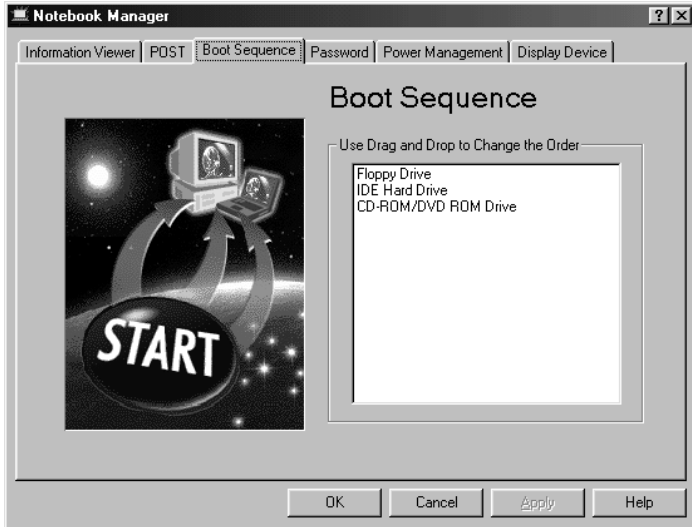 Notebook Manager
Information Viewer POST Boot Sequence Password Power Management Display Device
Boot Sequence
Use Drag and Drop to Change the Order
Floppy Drive
IDE Hard Drive
CD-ROM/DVD ROM Drive
START
OK Cancel Apply Help